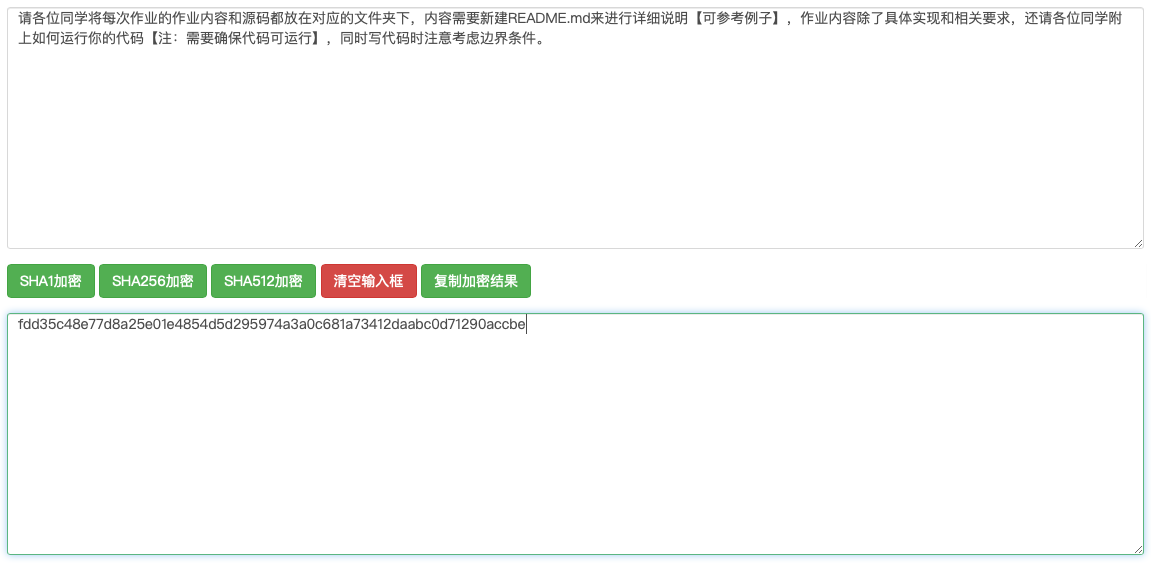 请各位同学将每次作业的作业内容和源码都放在对应的文件夹下，内容需要新建README.md来进行详细说明【可参考例子】，作业内容除了具体实现和相关要求，还请各位同学附
上如何运行你的代码【注：需要确保代码可运行】，同时写代码时注意考虑边界条件。
SHA1加密 SHA256加密 SHA512加密 清空输入框 复制加密结果
fdd35c48e77d8a25e01e4854d5d295974a3a0c681a73412daabc0d71290accbe